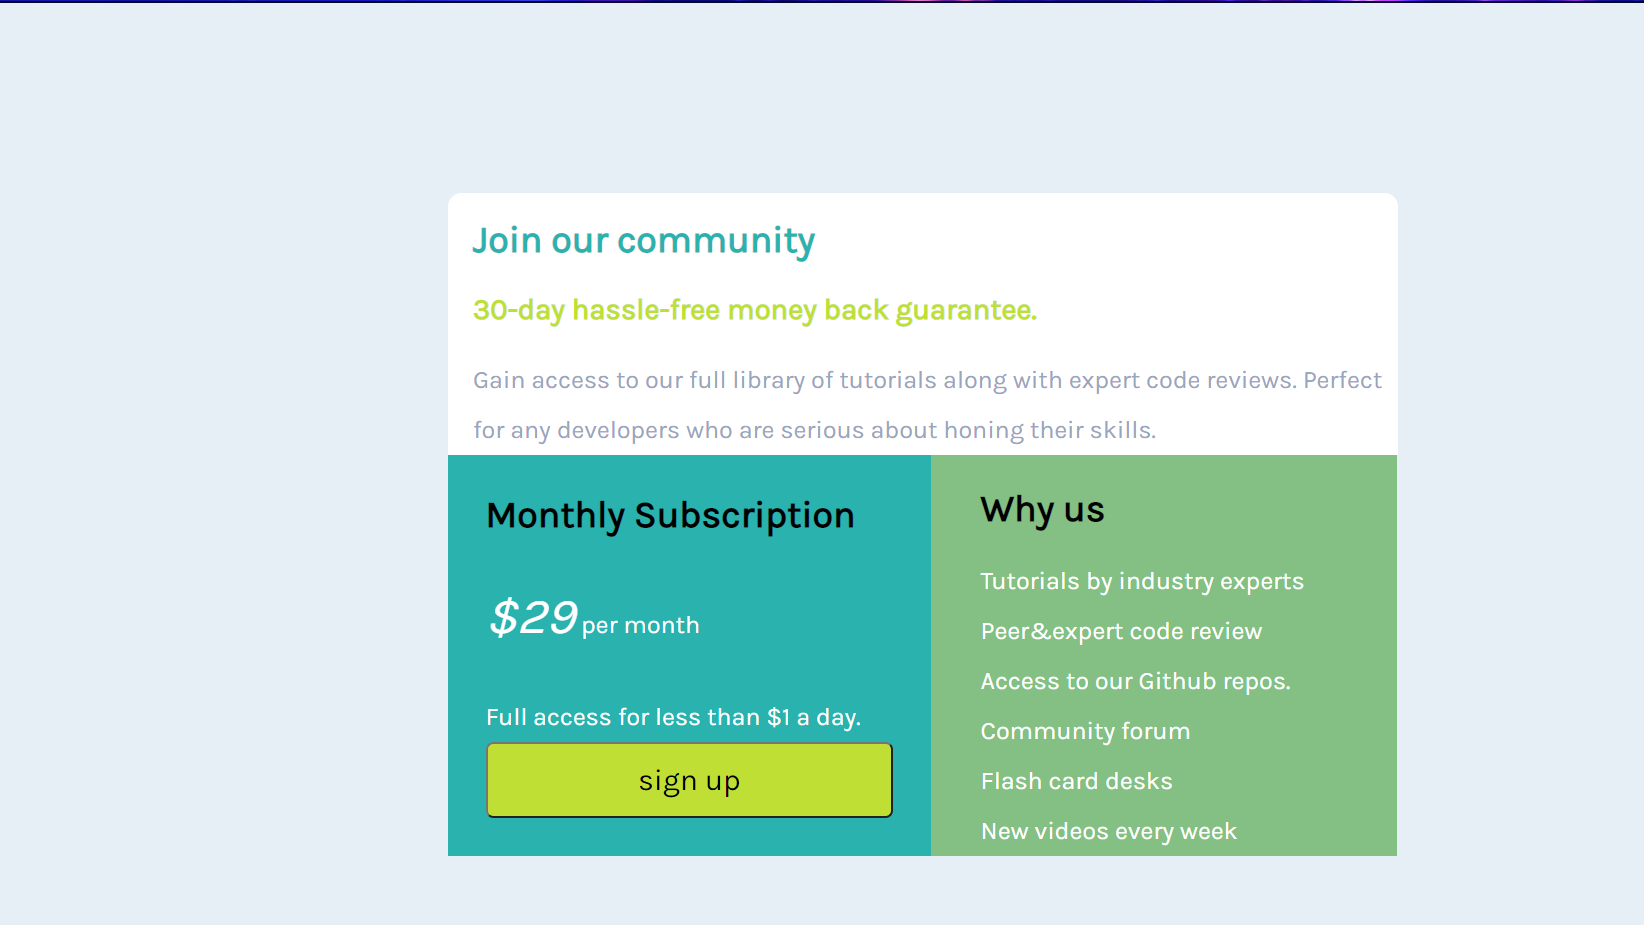 Join our community
30-day hassle-free money back guarantee.
Gain access to our full library of tutorials along with expert code reviews. Perfect
for any developers who are serious about honing their skills.
Monthly Subscription
$29 per month
Full access for less than $1 a day.
sign up
Why us
Tutorials by industry experts
Peer&expert code review
Access to our Github repos.
Community forum
Flash card desks
New videos every week